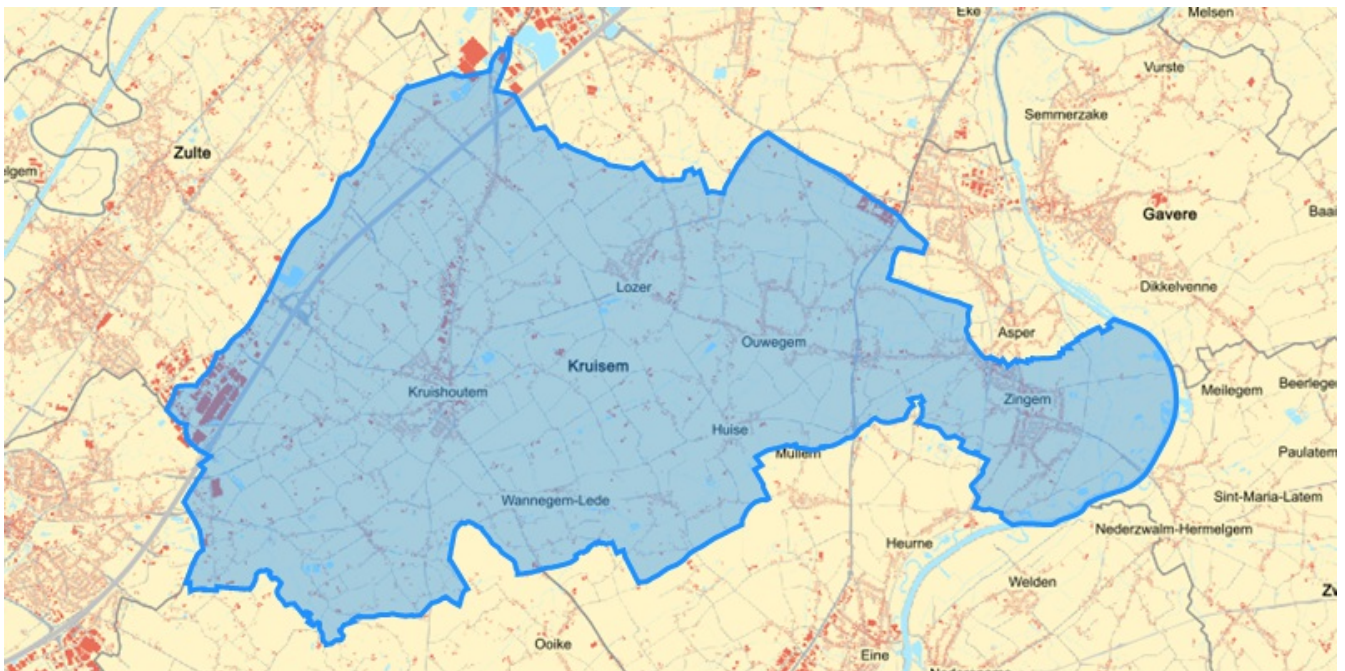 Eke
Melsen
Vurste
Semmerzake
Zulte
elgem
Gavere
Baai
Lozer
Dikkelvenne
Asper
Ouwegem
Kruisem
Kruishoutem
Zingem
Meilegem
Beerlege
Huise
Mullem
Paulatem
Wannegem-Lede
Sint-Maria-Latem
Nederzwalm-Hermelgem
Heurne
Welden
Zw
Ooike
Eine